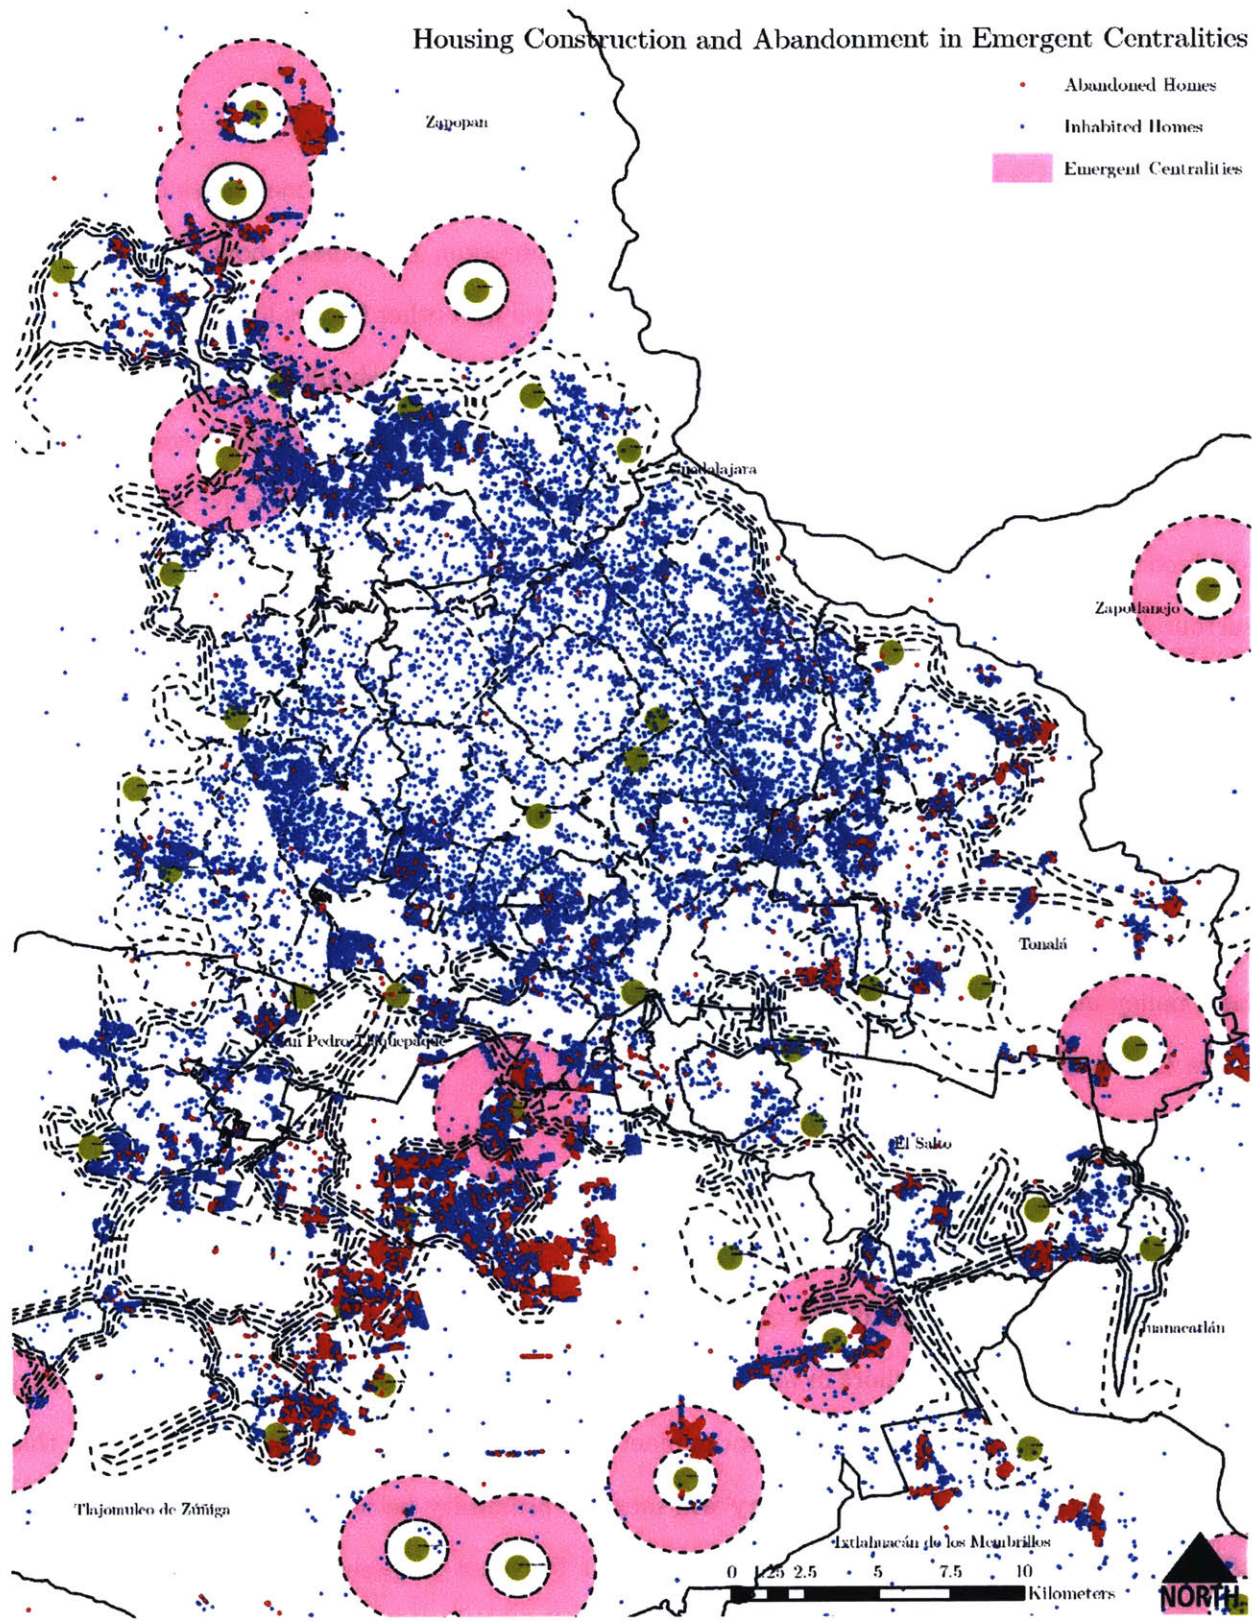 Housing Construction and Abandonment in Emergent Centralities
Abandoned Homes
Inhabited Homes
Emergent Centralities
Zapopan
Guadalajara
Zapotlanejo
Tonalá
San Pedro Tlaquepaque
El Salto
Juanacatlán
Tlajomulco de Zúñiga
Ixtlahuacán de los Membrillos
0 1.25 2.5 5 7.5 10
Kilometers
NORTH